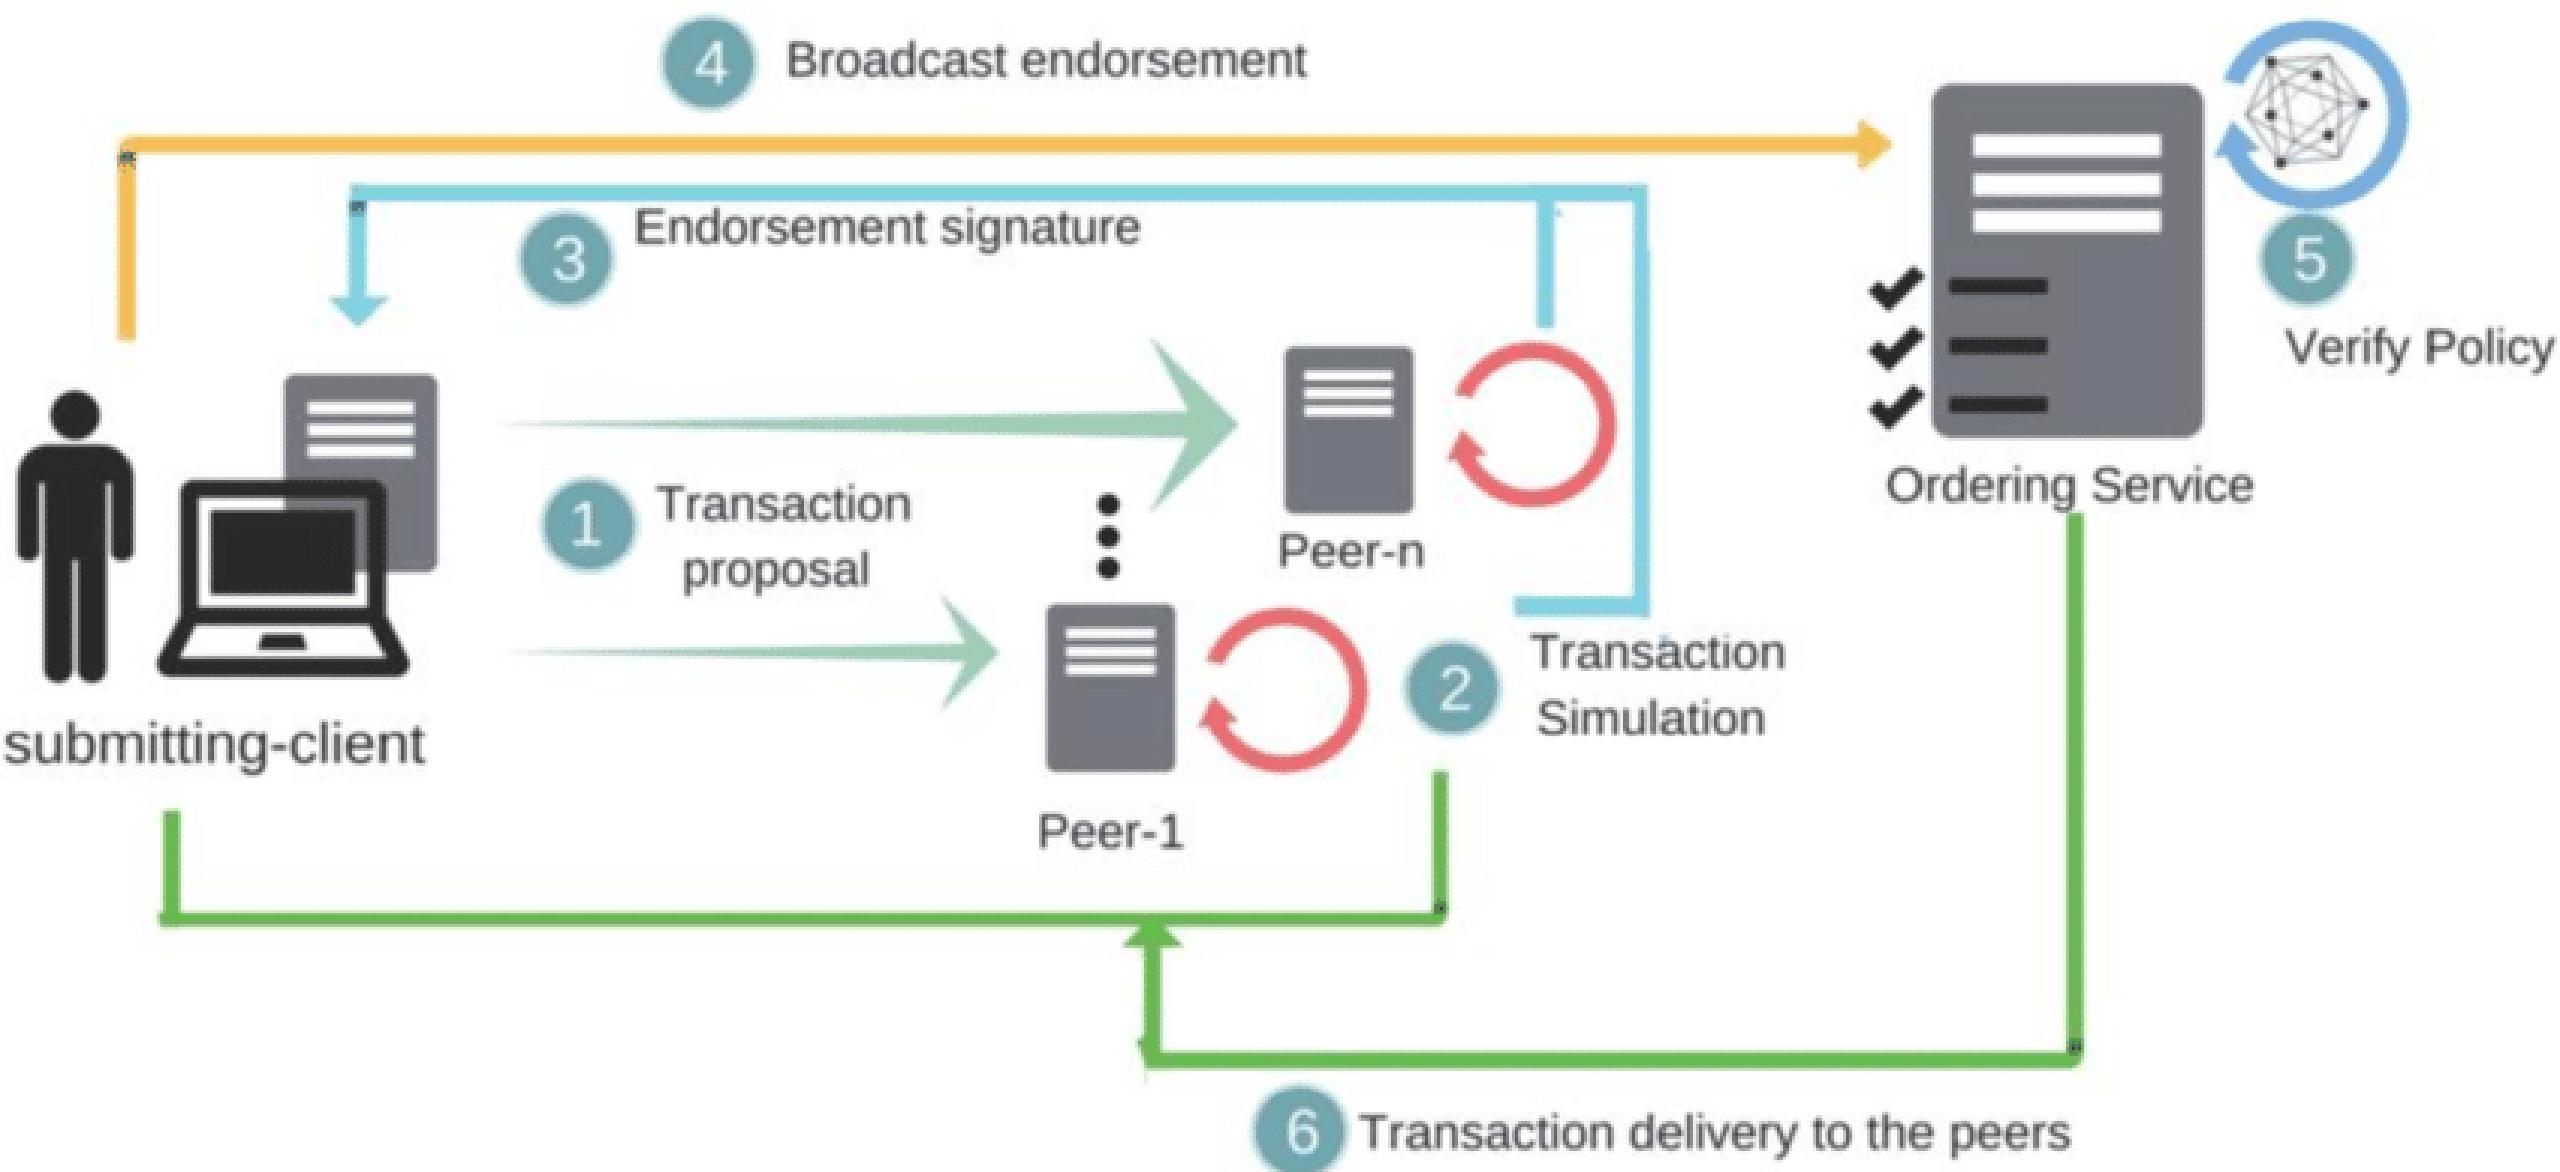 4 Broadcast endorsement
3 Endorsement signature
5
Verify Policy
Ordering Service
1 Transaction
proposal
Peer-n
2 Transaction
Simulation
submitting-client
Peer-1
6 Transaction delivery to the peers